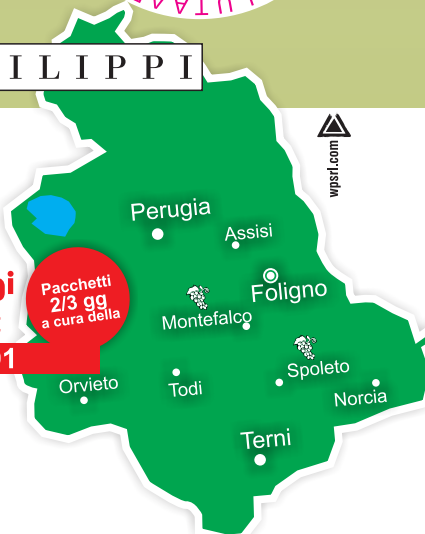 ILIPPI
wpsrl.com
Perugia
Assisi
Foligno
Pacchetti
2/3 gg
a cura della
Montefalco
Spoleto
Orvieto
Todi
Norcia
Terni